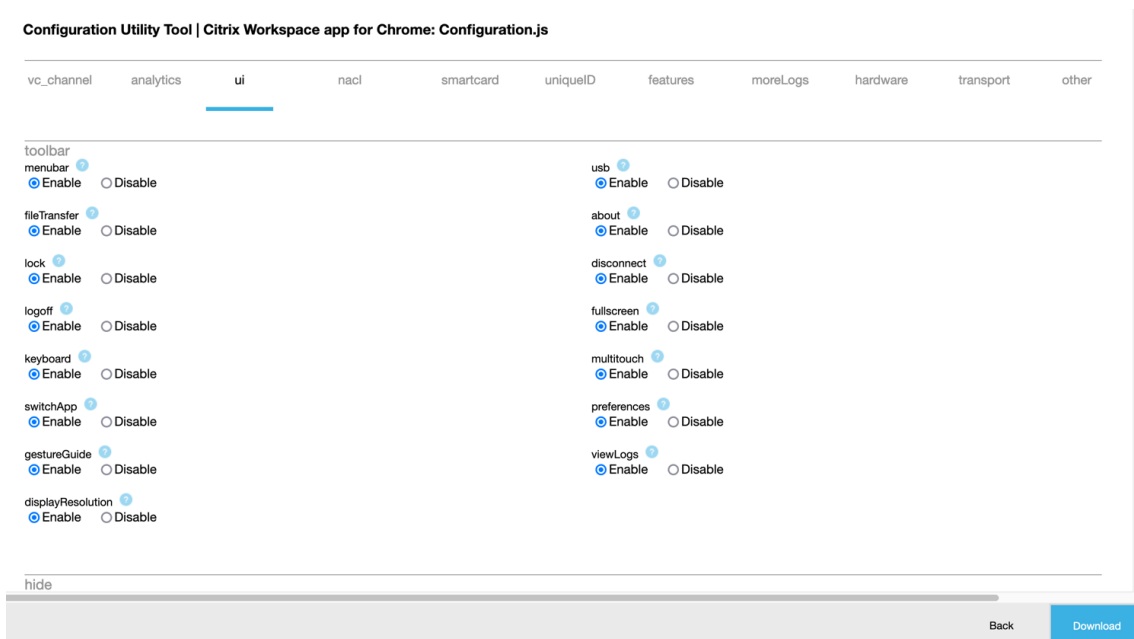 Configuration Utility Tool | Citrix Workspace app for Chrome: Configuration.js
vc_channel analytics ui nacl smartcard uniqueID features moreLogs hardware transport other
toolbar
menubar ?
Enable Disable
fileTransfer ?
Enable Disable
lock ?
Enable Disable
logoff ?
Enable Disable
keyboard ?
Enable Disable
switchApp ?
Enable Disable
gestureGuide ?
Enable Disable
displayResolution ?
Enable Disable
usb ?
Enable Disable
about ?
Enable Disable
disconnect ?
Enable Disable
fullscreen ?
Enable Disable
multitouch ?
Enable Disable
preferences ?
Enable Disable
viewLogs ?
Enable Disable
hide
Back Download